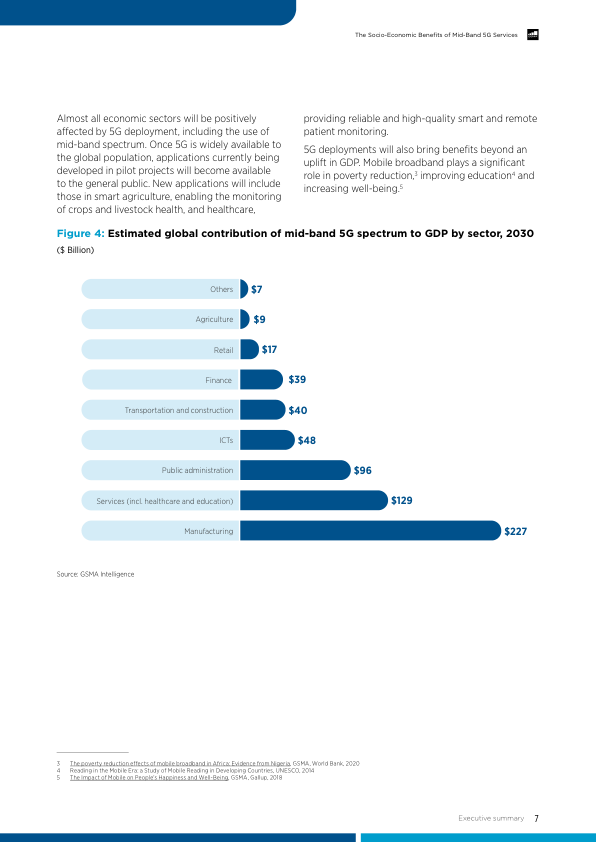 The Socio-Economic Benefits of Mid-Band 5G Services
Almost all economic sectors will be positively
affected by 5G deployment, including the use of
mid-band spectrum. Once 5G is widely available to
the global population, applications currently being
developed in pilot projects will become available
to the general public. New applications will include
those in smart agriculture, enabling the monitoring
of crops and livestock health, and healthcare,
providing reliable and high-quality smart and remote
patient monitoring.
5G deployments will also bring benefits beyond an
uplift in GDP. Mobile broadband plays a significant
role in poverty reduction,³ improving education⁴ and
increasing well-being.⁵
Figure 4: Estimated global contribution of mid-band 5G spectrum to GDP by sector, 2030
($ Billion)
Others $7
Agriculture $9
Retail $17
Finance $39
Transportation and construction $40
ICTs $48
Public administration $96
Services (incl. healthcare and education) $129
Manufacturing $227
Source: GSMA Intelligence
3 The poverty reduction effects of mobile broadband in Africa: Evidence from Nigeria, GSMA, World Bank, 2020
4 Reading in the Mobile Era: a Study of Mobile Reading in Developing Countries, UNESCO, 2014
5 The Impact of Mobile on People's Happiness and Well-Being, GSMA, Gallup, 2018
Executive summary 7